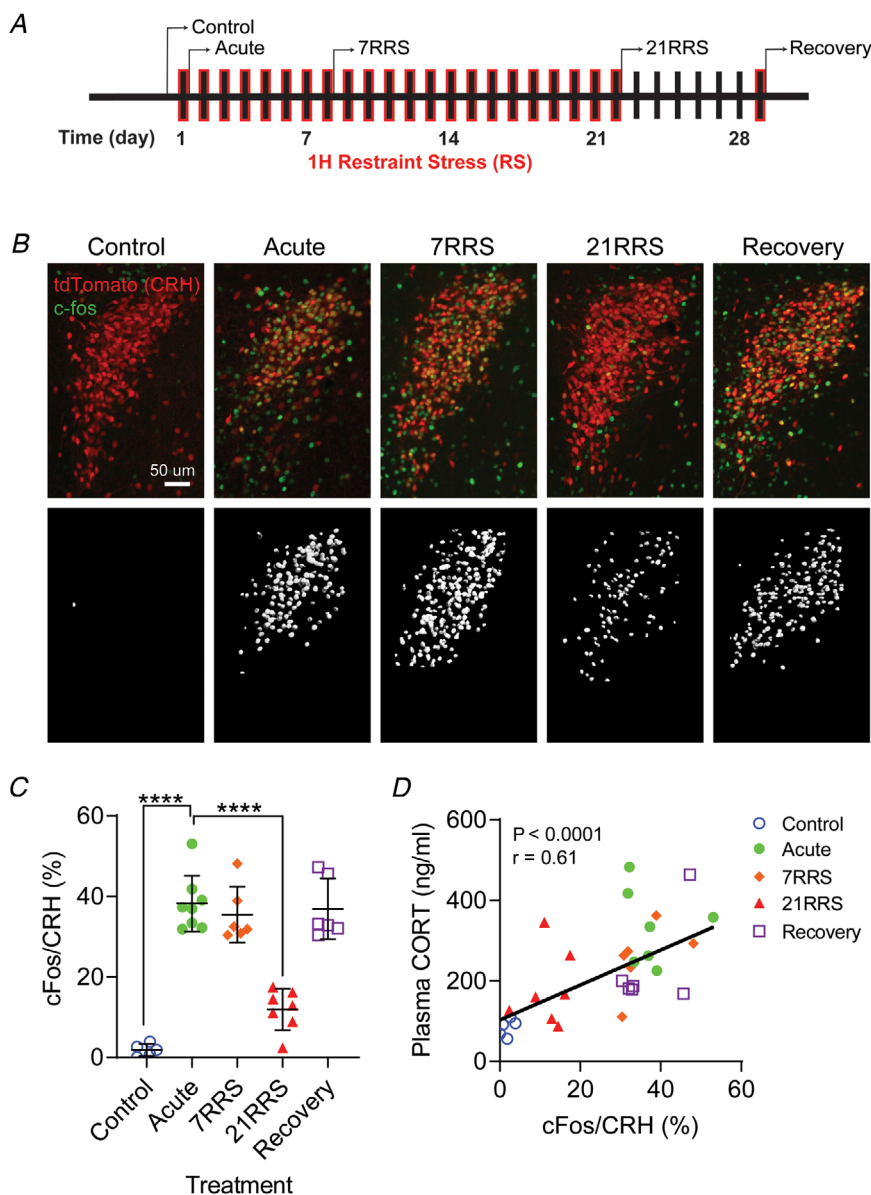 A
Control
Acute
7RRS
21RRS
Recovery
Time (day)
1
7
14
21
28
1H Restraint Stress (RS)
B
Control
Acute
7RRS
21RRS
Recovery
tdTomato (CRH)
c-fos
50 um
C
****
****
60
40
20
0
cFos/CRH (%)
Control
Acute
7RRS
21RRS
Recovery
Treatment
D
P < 0.0001
r = 0.61
600
400
200
0
Plasma CORT (ng/ml)
0
20
40
60
cFos/CRH (%)
Control
Acute
7RRS
21RRS
Recovery